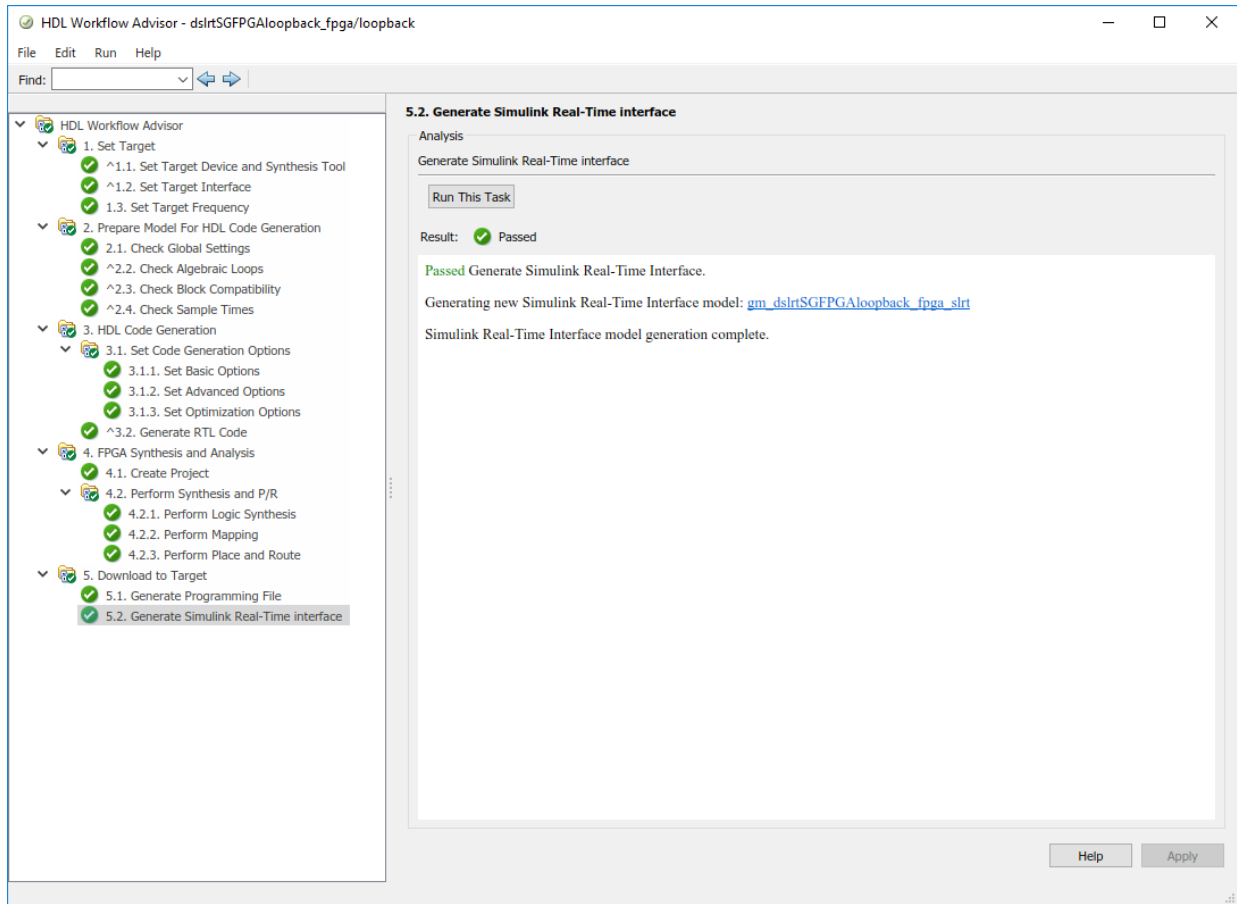 HDL Workflow Advisor - dslrtSGFPGAloopback_fpga/loopback
File Edit Run Help
Find:
HDL Workflow Advisor
1. Set Target
^1.1. Set Target Device and Synthesis Tool
^1.2. Set Target Interface
1.3. Set Target Frequency
2. Prepare Model For HDL Code Generation
2.1. Check Global Settings
^2.2. Check Algebraic Loops
^2.3. Check Block Compatibility
^2.4. Check Sample Times
3. HDL Code Generation
3.1. Set Code Generation Options
3.1.1. Set Basic Options
3.1.2. Set Advanced Options
3.1.3. Set Optimization Options
^3.2. Generate RTL Code
4. FPGA Synthesis and Analysis
4.1. Create Project
4.2. Perform Synthesis and P/R
4.2.1. Perform Logic Synthesis
4.2.2. Perform Mapping
4.2.3. Perform Place and Route
5. Download to Target
5.1. Generate Programming File
5.2. Generate Simulink Real-Time interface
5.2. Generate Simulink Real-Time interface
Analysis
Generate Simulink Real-Time interface
Run This Task
Result: Passed
Passed Generate Simulink Real-Time Interface.
Generating new Simulink Real-Time Interface model: gm_dslrtSGFPGAloopback_fpga_slrt
Simulink Real-Time Interface model generation complete.
Help Apply